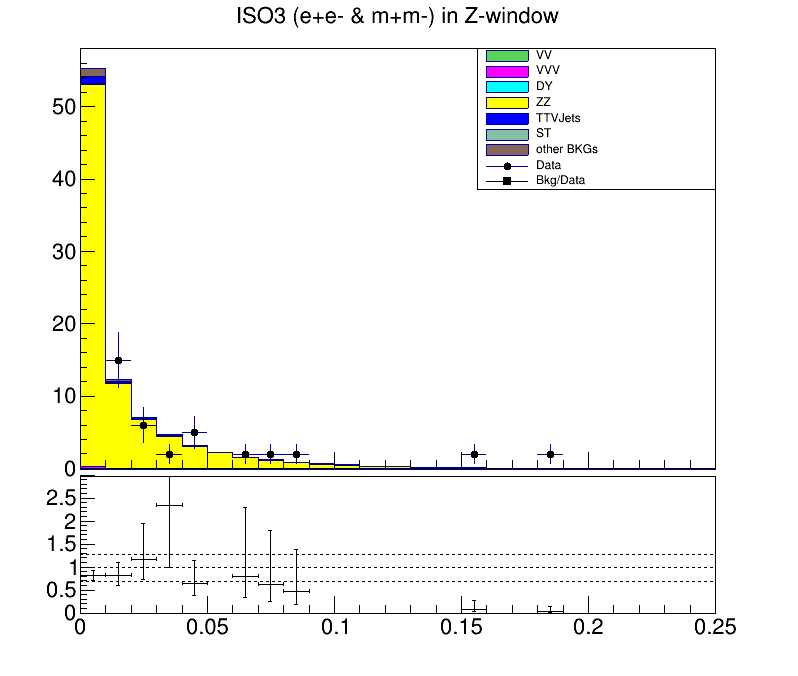 ISO3 (e+e- & m+m-) in Z-window
VV
VVV
DY
ZZ
TTVJets
ST
other BKGs
Data
Bkg/Data
50
40
30
20
10
0
2.5
2
1.5
1
0.5
0
0 0.05 0.1 0.15 0.2 0.25